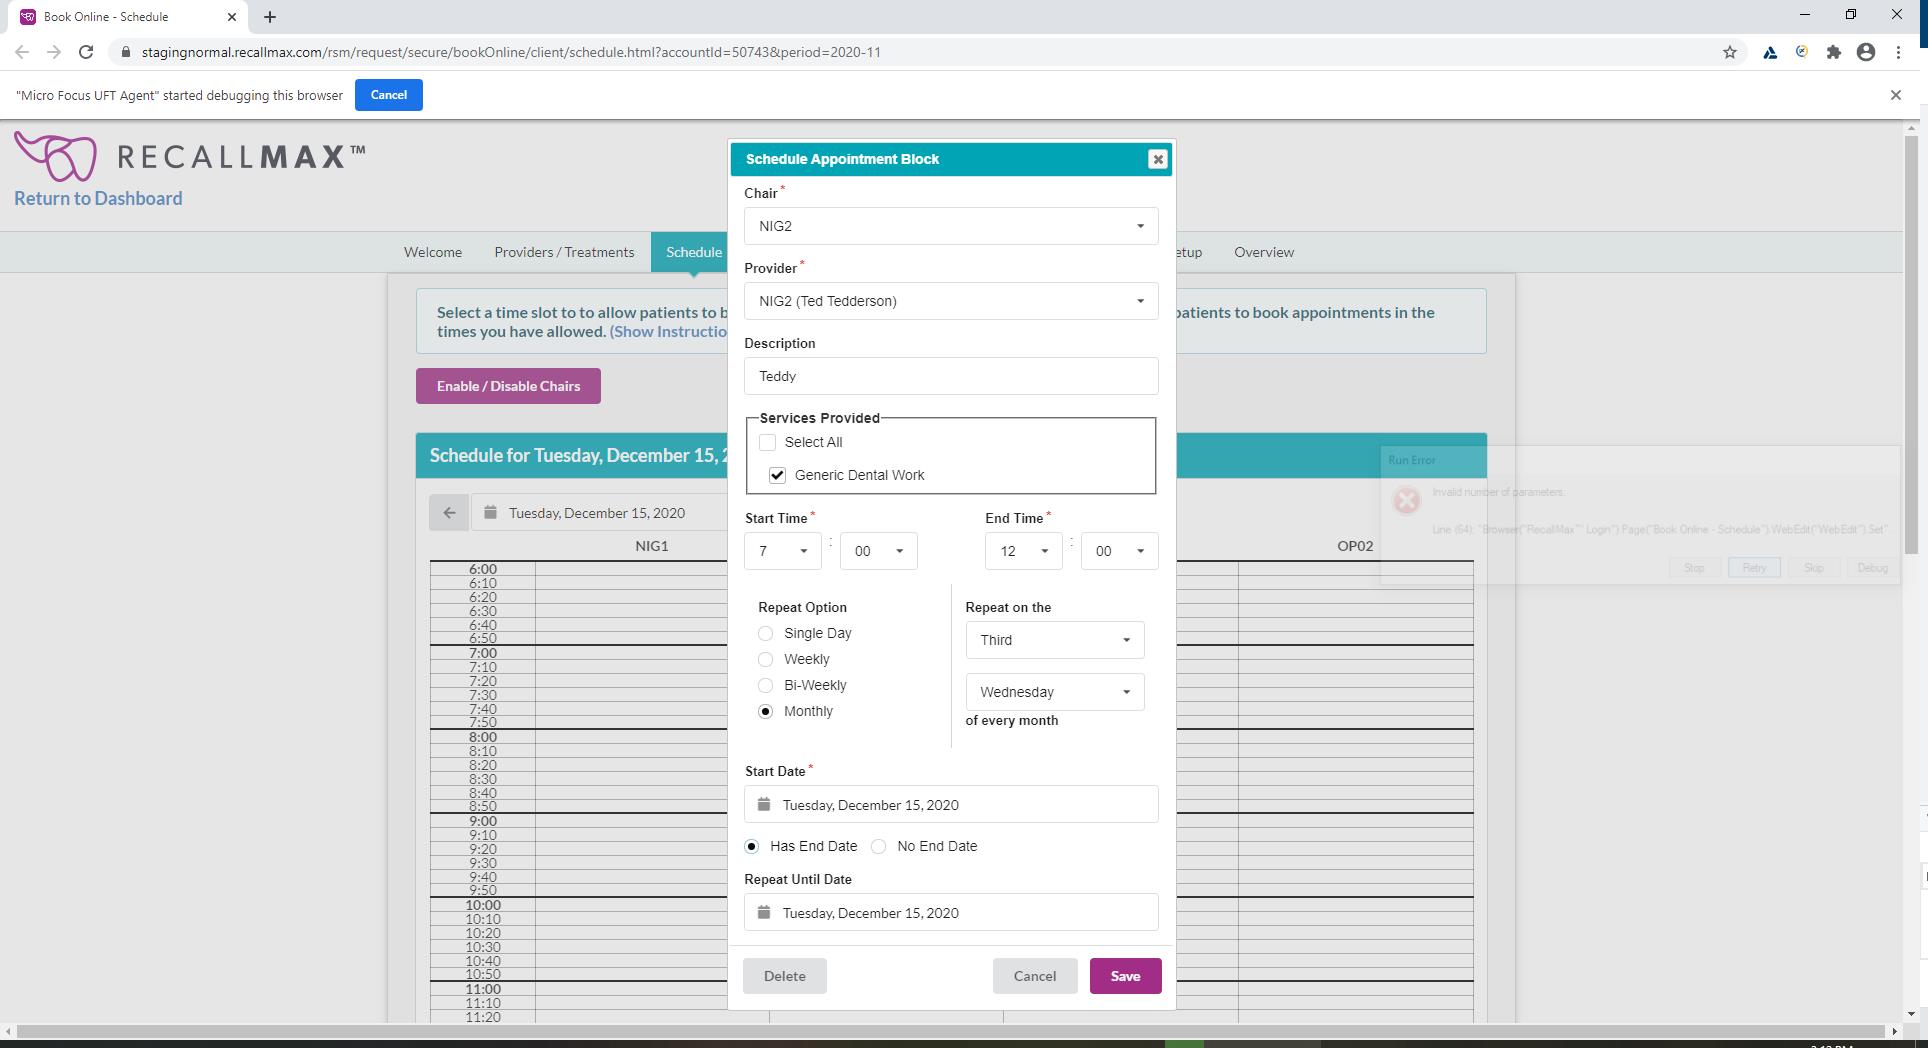 Book Online - Schedule
stagingnormal.recallmax.com/rsm/request/secure/bookOnline/client/schedule.html?accountId=50743&period=2020-11
"Micro Focus UFT Agent" started debugging this browser
Cancel
RECALLMAX™
Return to Dashboard
Welcome
Providers / Treatments
Schedule
etup
Overview
Select a time slot to to allow patients to b
patients to book appointments in the
times you have allowed. (Show Instructio
Enable / Disable Chairs
Schedule for Tuesday, December 15, 2
Tuesday, December 15, 2020
NIG1
OP02
6:00
6:10
6:20
6:30
6:40
6:50
7:00
7:10
7:20
7:30
7:40
7:50
8:00
8:10
8:20
8:30
8:40
8:50
9:00
9:10
9:20
9:30
9:40
9:50
10:00
10:10
10:20
10:30
10:40
10:50
11:00
11:10
11:20
Schedule Appointment Block
Chair*
NIG2
Provider*
NIG2 (Ted Tedderson)
Description
Teddy
Services Provided
Select All
Generic Dental Work
Start Time*
End Time*
7 : 00
12 : 00
Repeat Option
Single Day
Weekly
Bi-Weekly
Monthly
Repeat on the
Third
Wednesday
of every month
Start Date*
Tuesday, December 15, 2020
Has End Date
No End Date
Repeat Until Date
Tuesday, December 15, 2020
Delete
Cancel
Save
Run Error
Invalid number of parameters:
Line (64): "Browser("RecallMax™ Login").Page("Book Online - Schedule").WebEdit("WebEdit").Set"
Stop
Retry
Skip
Debug